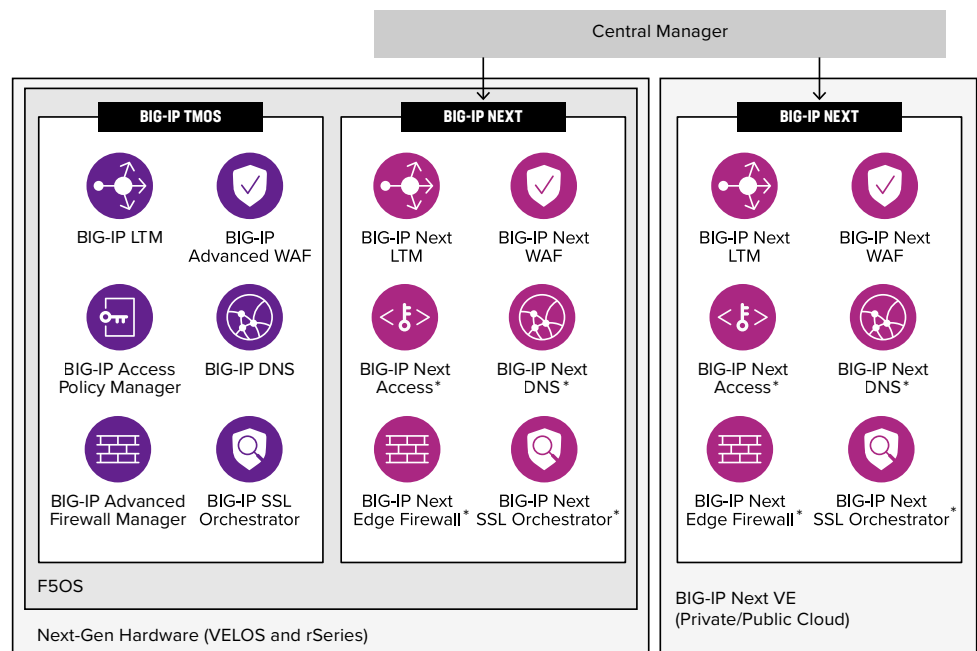 Central Manager
BIG-IP TMOS
BIG-IP LTM
BIG-IP
Advanced WAF
BIG-IP Access
Policy Manager
BIG-IP DNS
BIG-IP Advanced
Firewall Manager
BIG-IP SSL
Orchestrator
BIG-IP NEXT
BIG-IP Next
LTM
BIG-IP Next
WAF
BIG-IP Next
Access*
BIG-IP Next
DNS*
BIG-IP Next
Edge Firewall*
BIG-IP Next
SSL Orchestrator*
F5OS
Next-Gen Hardware (VELOS and rSeries)
BIG-IP NEXT
BIG-IP Next
LTM
BIG-IP Next
WAF
BIG-IP Next
Access*
BIG-IP Next
DNS*
BIG-IP Next
Edge Firewall*
BIG-IP Next
SSL Orchestrator*
BIG-IP Next VE
(Private/Public Cloud)